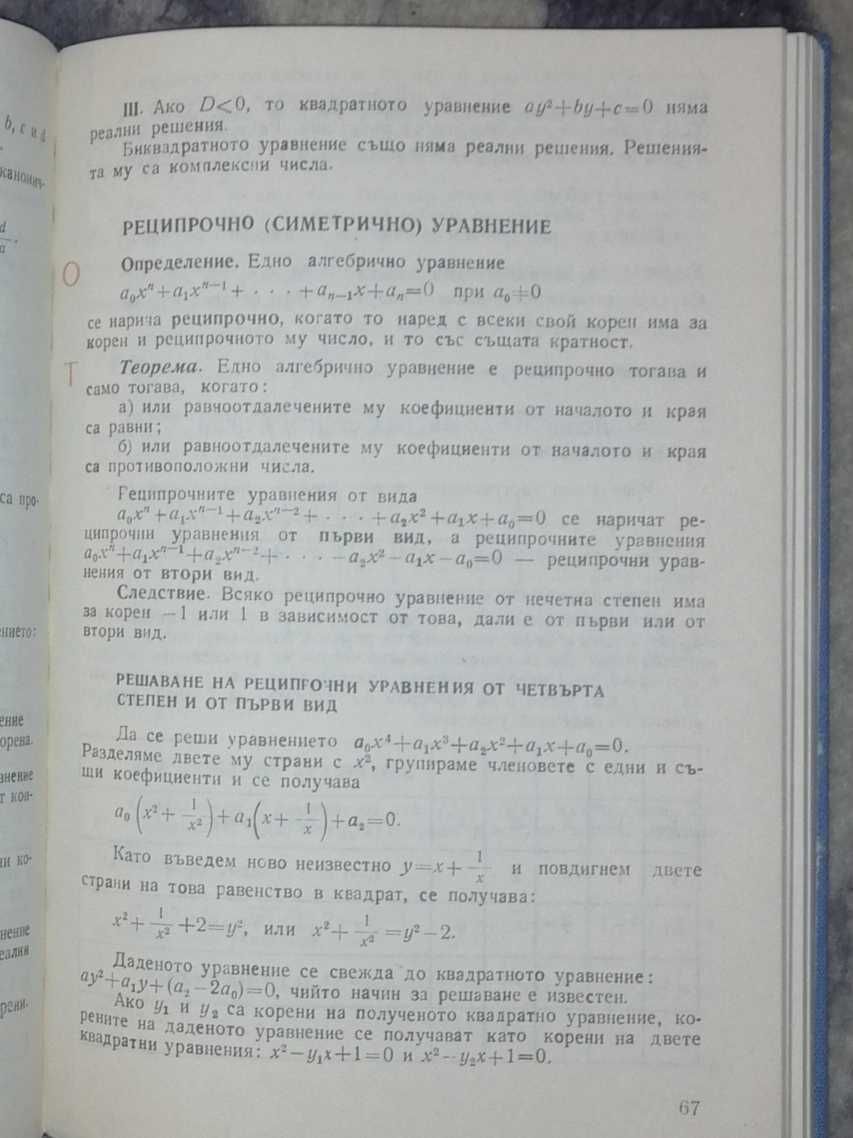 b, c и d
каноничн-
d
a
са про-
ението:
ение
орена.
внение
т кол-
ни ко-
нение
еални
рени.
III. Ако D<0, то квадратното уравнение ay²+by+c=0 няма
реални решения.
Биквадратното уравнение също няма реални решения. Решения-
та му са комплексни числа.
РЕЦИПРОЧНО (СИМЕТРИЧНО) УРАВНЕНИЕ
О
Определение. Едно алгебрично уравнение
a₀xⁿ+a₁xⁿ⁻¹+ . . . +aₙ₋₁x+aₙ=0 при a₀≠0
се нарича реципрочно, когато то наред с всеки свой корен има за
корен и реципрочното му число, и то със същата кратност.
Т
Теорема. Едно алгебрично уравнение е реципрочно тогава и
само тогава, когато:
а) или равноотдалечените му коефициенти от началото и края
са равни;
б) или равноотдалечените му коефициенти от началото и края
са противоположни числа.
Реципрочните уравнения от вида
a₀xⁿ+a₁xⁿ⁻¹+a₂xⁿ⁻²+ . . . +a₂x²+a₁x+a₀=0 се наричат ре-
ципрочни уравнения от първи вид, а реципрочните уравнения
a₀xⁿ+a₁xⁿ⁻¹+a₂xⁿ⁻²+ . . . −a₂x²−a₁x−a₀=0 — реципрочни урав-
нения от втори вид.
Следствие. Всяко реципрочно уравнение от нечетна степен има
за корен −1 или 1 в зависимост от това, дали е от първи или от
втори вид.
РЕШАВАНЕ НА РЕЦИПРОЧНИ УРАВНЕНИЯ ОТ ЧЕТВЪРТА
СТЕПЕН И ОТ ПЪРВИ ВИД
Да се реши уравнението a₀x⁴+a₁x³+a₂x²+a₁x+a₀=0.
Разделяме двете му страни с x², групираме членовете с едни и съ-
щи коефициенти и се получава
a₀(x²+1/x²)+a₁(x+1/x)+a₂=0.
Като въведем ново неизвестно y=x+1/x и повдигнем двете
страни на това равенство в квадрат, се получава:
x²+1/x²+2=y², или x²+1/x²=y²−2.
Даденото уравнение се свежда до квадратното уравнение:
ay²+a₁y+(a₂−2a₀)=0, чийто начин за решаване е известен.
Ако y₁ и y₂ са корени на полученото квадратно уравнение, ко-
рените на даденото уравнение се получават като корени на двете
квадратни уравнения: x²−y₁x+1=0 и x²−y₂x+1=0.
67